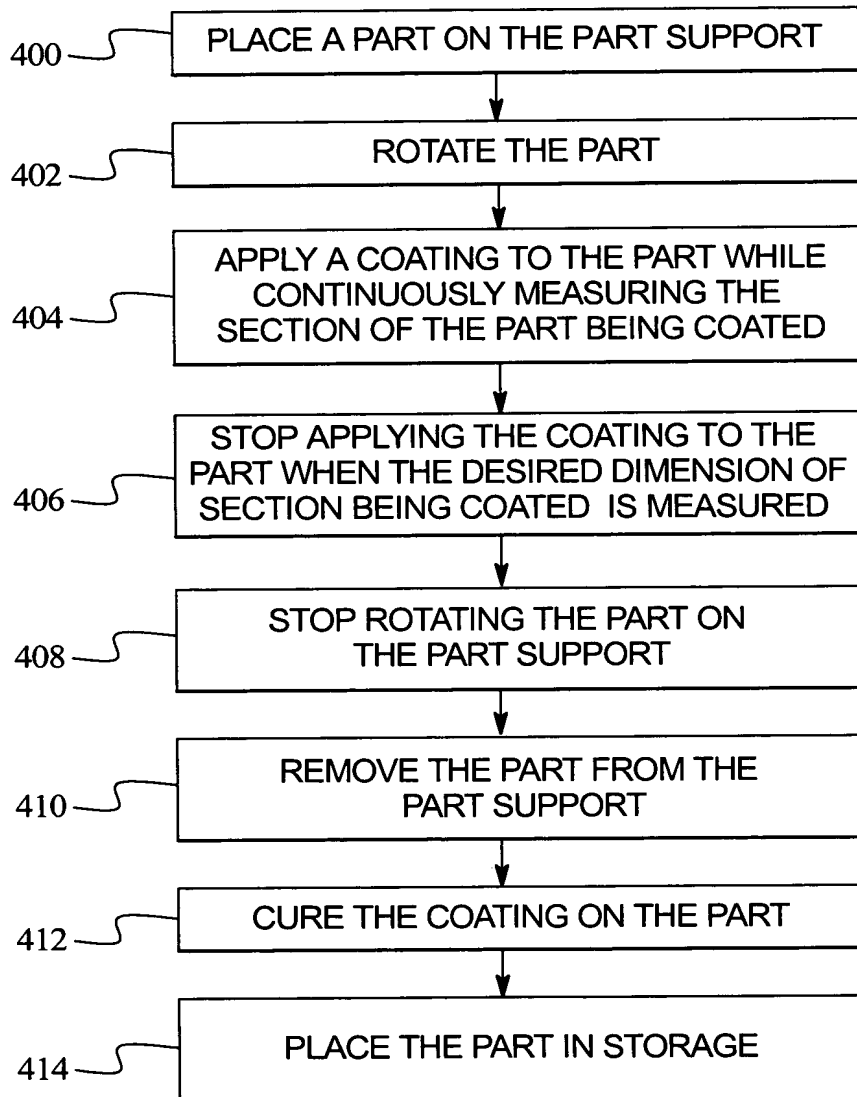 400
PLACE A PART ON THE PART SUPPORT
402
ROTATE THE PART
404
APPLY A COATING TO THE PART WHILE
CONTINUOUSLY MEASURING THE
SECTION OF THE PART BEING COATED
406
STOP APPLYING THE COATING TO THE
PART WHEN THE DESIRED DIMENSION OF
SECTION BEING COATED IS MEASURED
408
STOP ROTATING THE PART ON
THE PART SUPPORT
410
REMOVE THE PART FROM THE
PART SUPPORT
412
CURE THE COATING ON THE PART
414
PLACE THE PART IN STORAGE